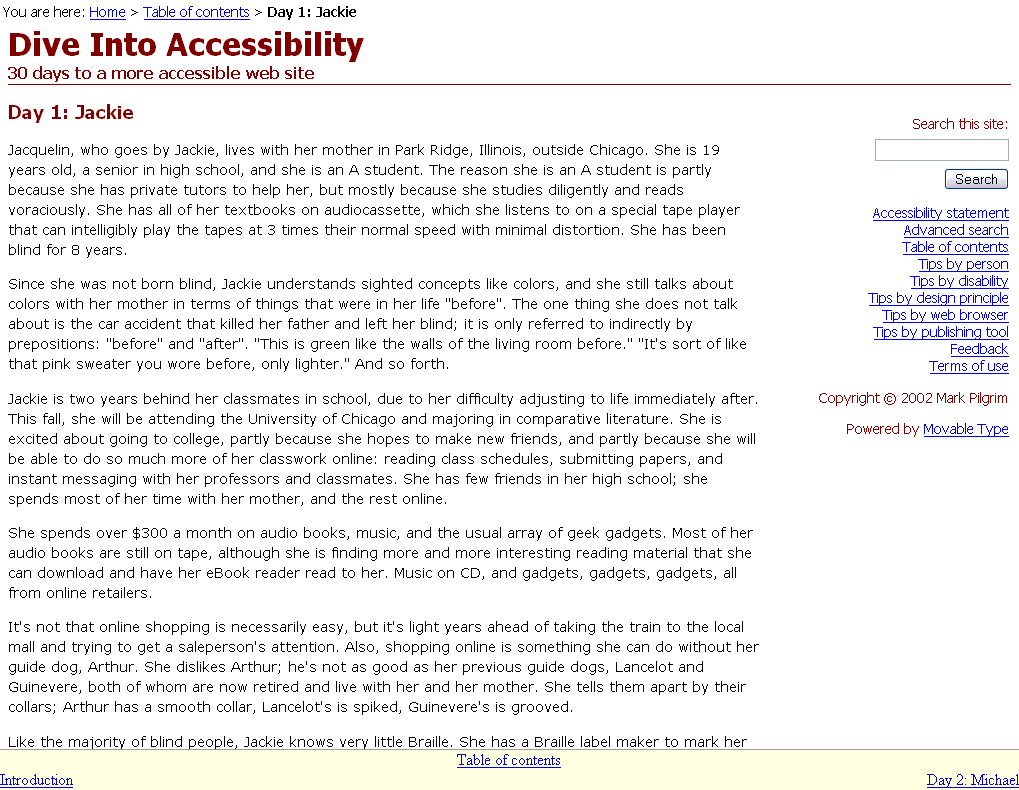 You are here: Home > Table of contents > Day 1: Jackie
Dive Into Accessibility
30 days to a more accessible web site
Day 1: Jackie
Jacquelin, who goes by Jackie, lives with her mother in Park Ridge, Illinois, outside Chicago. She is 19
years old, a senior in high school, and she is an A student. The reason she is an A student is partly
because she has private tutors to help her, but mostly because she studies diligently and reads
voraciously. She has all of her textbooks on audiocassette, which she listens to on a special tape player
that can intelligibly play the tapes at 3 times their normal speed with minimal distortion. She has been
blind for 8 years.
Since she was not born blind, Jackie understands sighted concepts like colors, and she still talks about
colors with her mother in terms of things that were in her life "before". The one thing she does not talk
about is the car accident that killed her father and left her blind; it is only referred to indirectly by
prepositions: "before" and "after". "This is green like the walls of the living room before." "It's sort of like
that pink sweater you wore before, only lighter." And so forth.
Jackie is two years behind her classmates in school, due to her difficulty adjusting to life immediately after.
This fall, she will be attending the University of Chicago and majoring in comparative literature. She is
excited about going to college, partly because she hopes to make new friends, and partly because she will
be able to do so much more of her classwork online: reading class schedules, submitting papers, and
instant messaging with her professors and classmates. She has few friends in her high school; she
spends most of her time with her mother, and the rest online.
She spends over $300 a month on audio books, music, and the usual array of geek gadgets. Most of her
audio books are still on tape, although she is finding more and more interesting reading material that she
can download and have her eBook reader read to her. Music on CD, and gadgets, gadgets, gadgets, all
from online retailers.
It's not that online shopping is necessarily easy, but it's light years ahead of taking the train to the local
mall and trying to get a saleperson's attention. Also, shopping online is something she can do without her
guide dog, Arthur. She dislikes Arthur; he's not as good as her previous guide dogs, Lancelot and
Guinevere, both of whom are now retired and live with her and her mother. She tells them apart by their
collars; Arthur has a smooth collar, Lancelot's is spiked, Guinevere's is grooved.
Like the majority of blind people, Jackie knows very little Braille. She has a Braille label maker to mark her
Search this site:
Search
Accessibility statement
Advanced search
Table of contents
Tips by person
Tips by disability
Tips by design principle
Tips by web browser
Tips by publishing tool
Feedback
Terms of use
Copyright © 2002 Mark Pilgrim
Powered by Movable Type
Table of contents
Introduction
Day 2: Michael